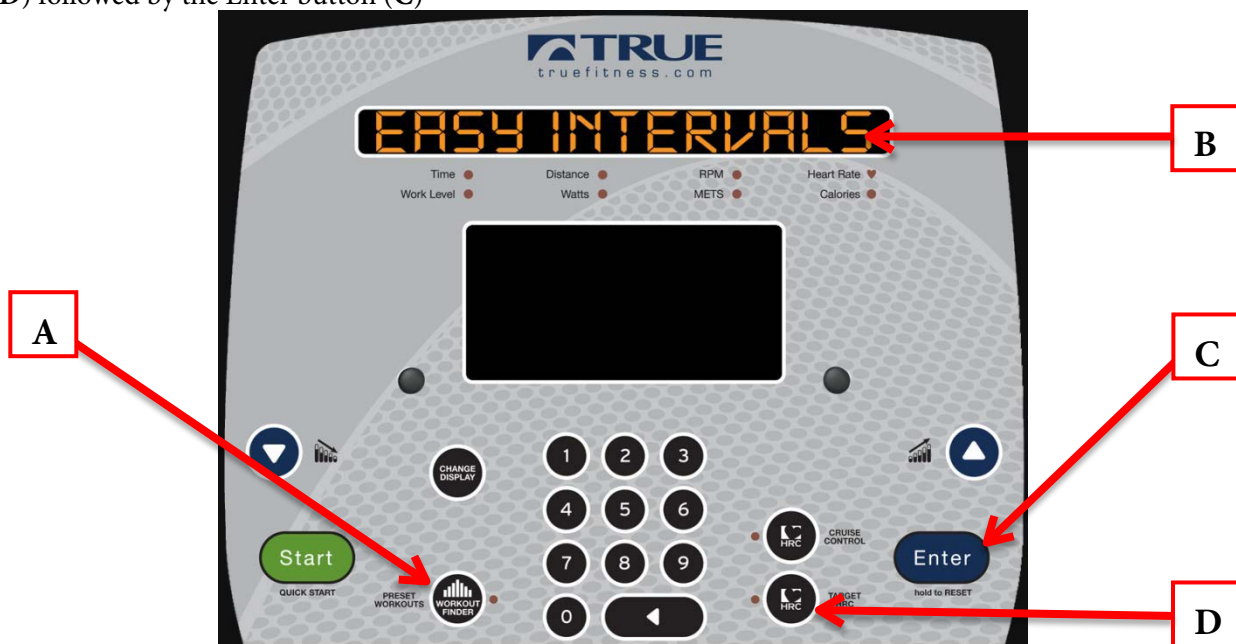 D) followed by the Enter button (C)
TRUE
truefitness.com
EASY INTERVALS
B
Time Distance RPM Heart Rate
Work Level Watts METS Calories
A
C
CHANGE DISPLAY
1 2 3
4 5 6
7 8 9
0
Start
QUICK START
PRESET WORKOUTS
WORKOUT FINDER
HRC
CRUISE CONTROL
HRC
TARGET HRC
Enter
hold to RESET
D